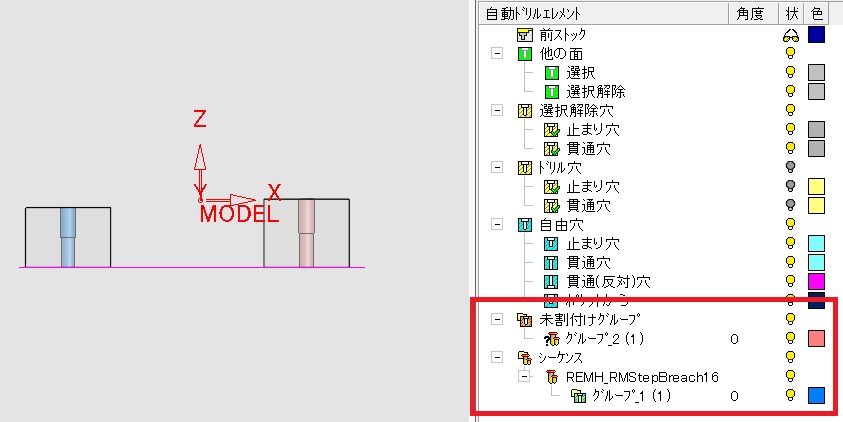 Z
Y
X
MODEL
自動ﾄﾞﾘﾙｴﾚﾒﾝﾄ 角度 状 色
前ｽﾄｯｸ
他の面
選択
選択解除
選択解除穴
止まり穴
貫通穴
ﾄﾞﾘﾙ穴
止まり穴
貫通穴
自由穴
止まり穴
貫通穴
貫通(反対)穴
未割付けｸﾞﾙｰﾌﾟ
ｸﾞﾙｰﾌﾟ_2 (1) 0
ｼｰｹﾝｽ
REMH_RMStepBreach16
ｸﾞﾙｰﾌﾟ_1 (1) 0